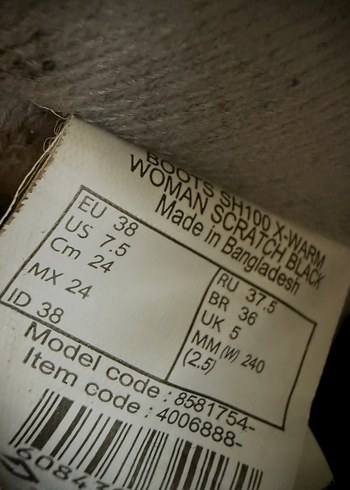 BOOTS SH100 X-WARM
WOMAN SCRATCH BLACK
Made in Bangladesh
EU 38
US 7.5
Cm 24
MX 24
ID 38
RU 37.5
BR 36
UK 5
MM (W) 240
(2.5)
Model code : 8581754-
Item code : 4006888-